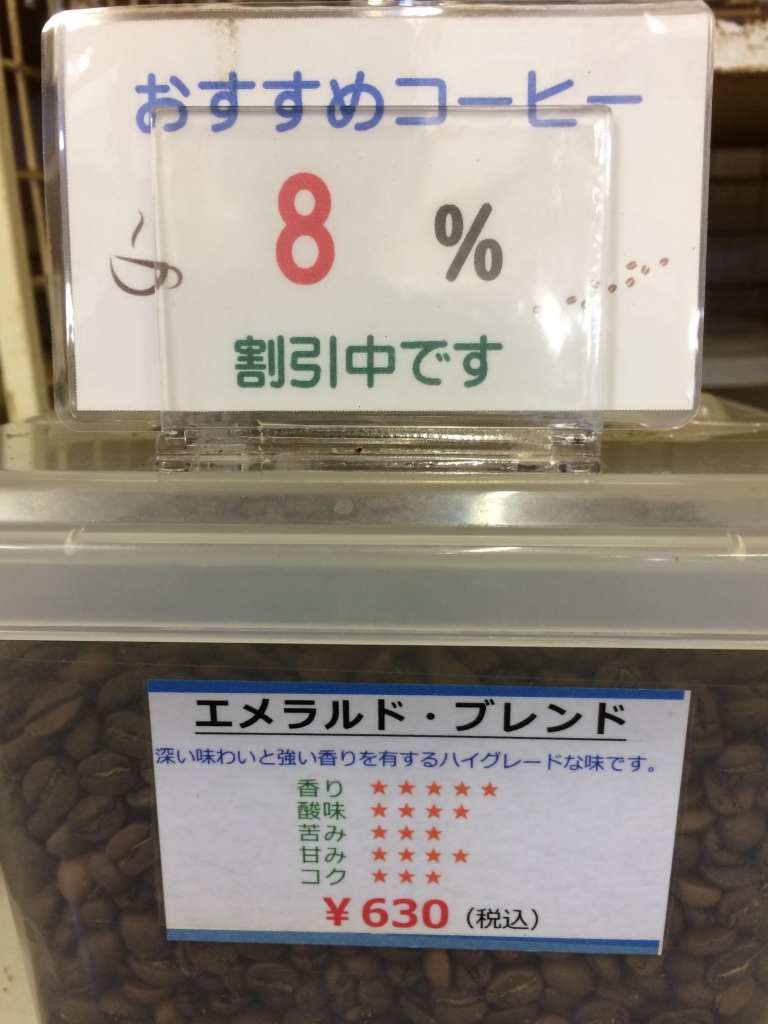 おすすめコーヒー
8 %
割引中です
エメラルド・ブレンド
深い味わいと強い香りを有するハイグレードな味です。
香り ★★★★★
酸味 ★★★★
苦み ★★★
甘み ★★★★
コク ★★★
￥630（税込）